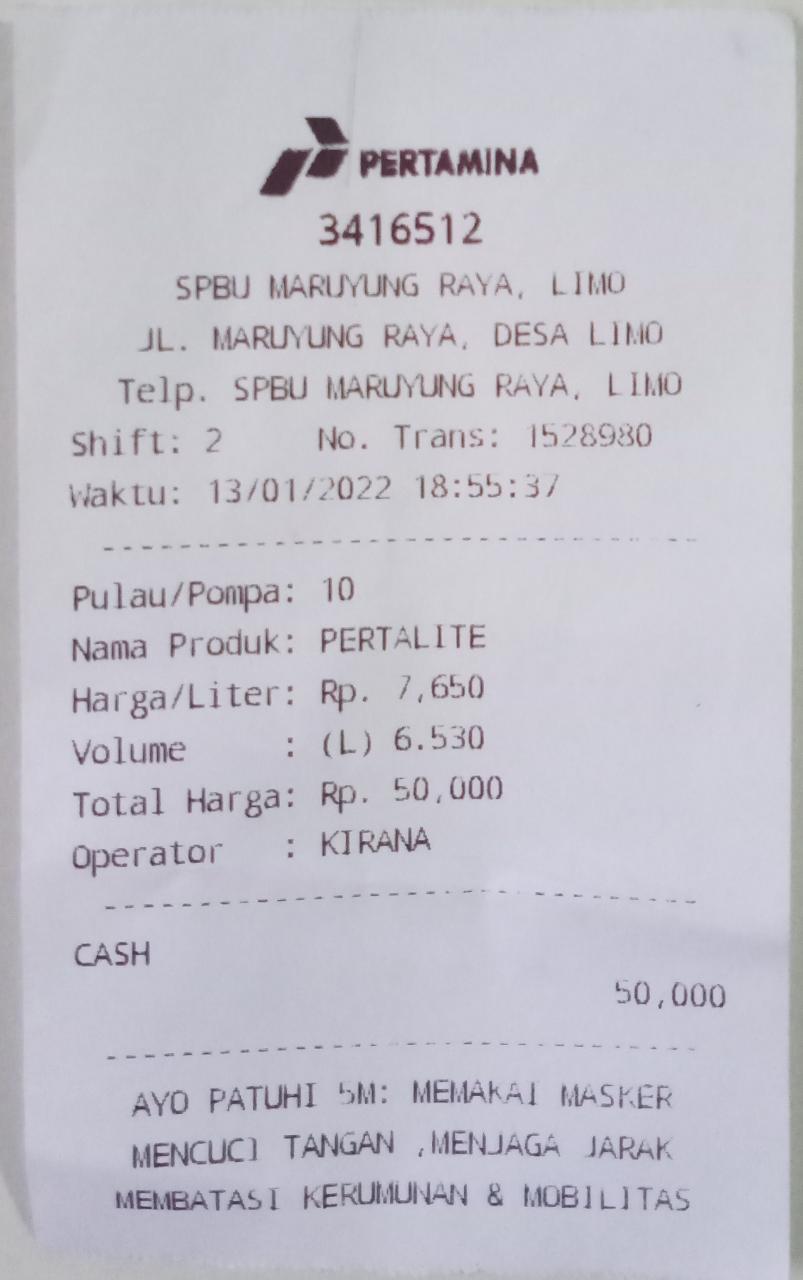 PERTAMINA
3416512
SPBU MARUYUNG RAYA, LIMO
JL. MARUYUNG RAYA, DESA LIMO
Telp. SPBU MARUYUNG RAYA, LIMO
Shift: 2 No. Trans: 1528980
Waktu: 13/01/2022 18:55:37
Pulau/Pompa: 10
Nama Produk: PERTALITE
Harga/Liter: Rp. 7,650
Volume : (L) 6.530
Total Harga: Rp. 50,000
Operator : KIRANA
CASH
50,000
AYO PATUHI 5M: MEMAKAI MASKER
MENCUCI TANGAN ,MENJAGA JARAK
MEMBATASI KERUMUNAN & MOBILITAS